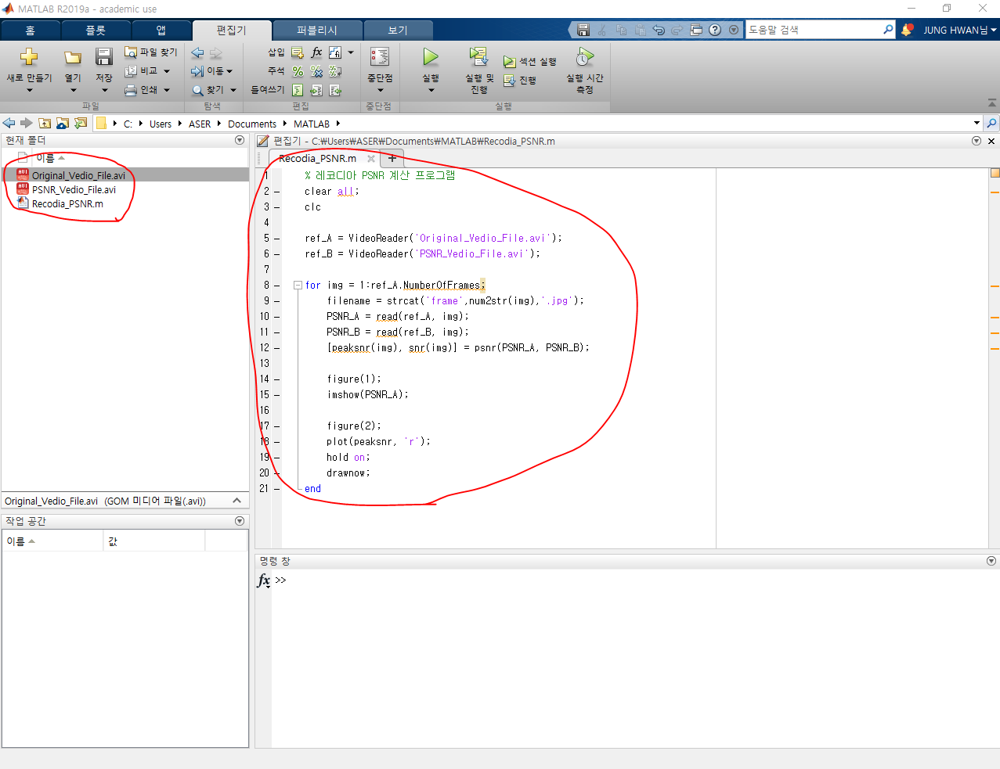 MATLAB R2019a - academic use
홈 플롯 앱 편집기 퍼블리시 보기
도움말 검색
JUNG HWAN님
새로 만들기
열기
저장
파일 찾기
비교
인쇄
파일
이동
찾기
탐색
삽입
주석
들여쓰기
편집
중단점
중단점
실행
실행 및
진행
섹션 실행
진행
실행 시간
측정
실행
C: Users ASER Documents MATLAB
현재 폴더
이름
Original_Vedio_File.avi
PSNR_Vedio_File.avi
Recodia_PSNR.m
Original_Vedio_File.avi (GOM 미디어 파일(.avi))
작업 공간
이름 값
편집기 - C:₩Users₩ASER₩Documents₩MATLAB₩Recodia_PSNR.m
Recodia_PSNR.m
1 % 레코디아 PSNR 계산 프로그램
2 – clear all;
3 – clc
4
5 – ref_A = VideoReader('Original_Vedio_File.avi');
6 – ref_B = VideoReader('PSNR_Vedio_File.avi');
7
8 – for img = 1:ref_A.NumberOfFrames;
9 – filename = strcat('frame',num2str(img),'.jpg');
10 – PSNR_A = read(ref_A, img);
11 – PSNR_B = read(ref_B, img);
12 – [peaksnr(img), snr(img)] = psnr(PSNR_A, PSNR_B);
13
14 – figure(1);
15 – imshow(PSNR_A);
16
17 – figure(2);
18 – plot(peaksnr, 'r');
19 – hold on;
20 – drawnow;
21 – end
명령 창
fx >>